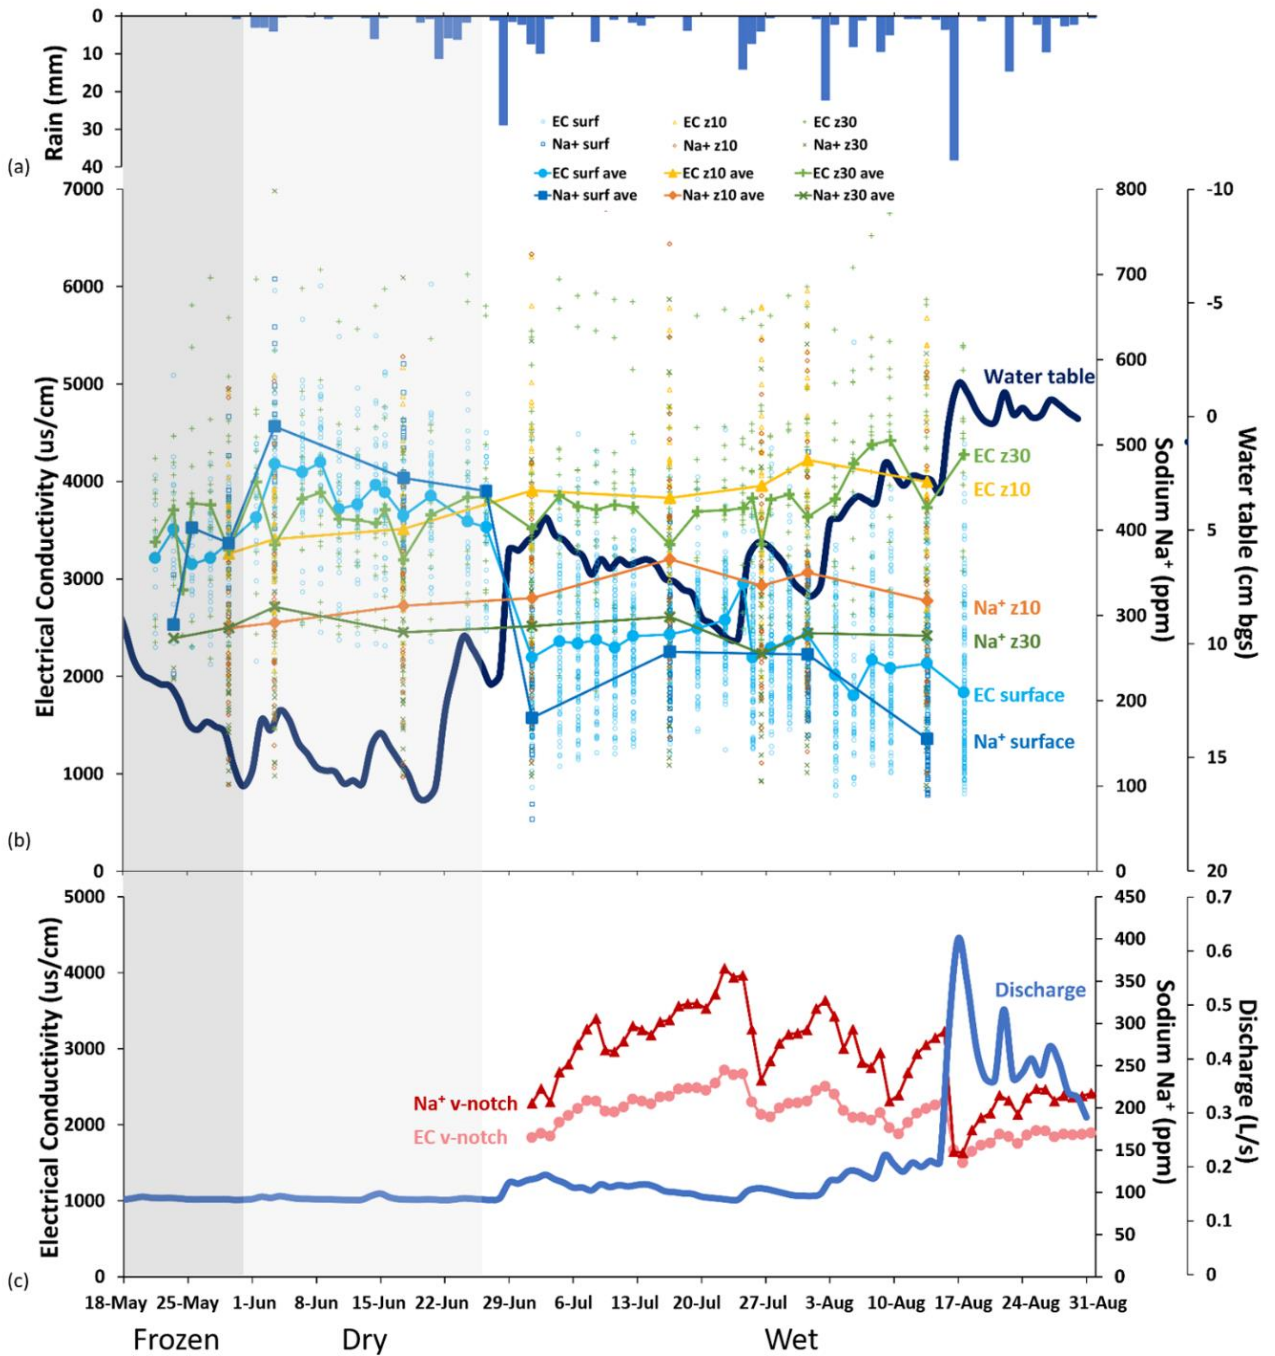 0
10
20
30
40
Rain (mm)
(a)
EC surf
EC z10
EC z30
Na+ surf
Na+ z10
Na+ z30
EC surf ave
EC z10 ave
EC z30 ave
Na+ surf ave
Na+ z10 ave
Na+ z30 ave
7000
6000
5000
4000
3000
2000
1000
0
Electrical Conductivity (us/cm)
(b)
800
700
600
500
400
300
200
100
0
Sodium Na⁺ (ppm)
-10
-5
0
5
10
15
20
Water table (cm bgs)
Water table
EC z30
EC z10
Na⁺ z10
Na⁺ z30
EC surface
Na⁺ surface
5000
4000
3000
2000
1000
0
Electrical Conductivity (us/cm)
(c)
450
400
350
300
250
200
150
100
50
0
Sodium Na⁺ (ppm)
0.7
0.6
0.5
0.4
0.3
0.2
0.1
0
Discharge (L/s)
Discharge
Na⁺ v-notch
EC v-notch
18-May 25-May 1-Jun 8-Jun 15-Jun 22-Jun 29-Jun 6-Jul 13-Jul 20-Jul 27-Jul 3-Aug 10-Aug 17-Aug 24-Aug 31-Aug
Frozen Dry Wet